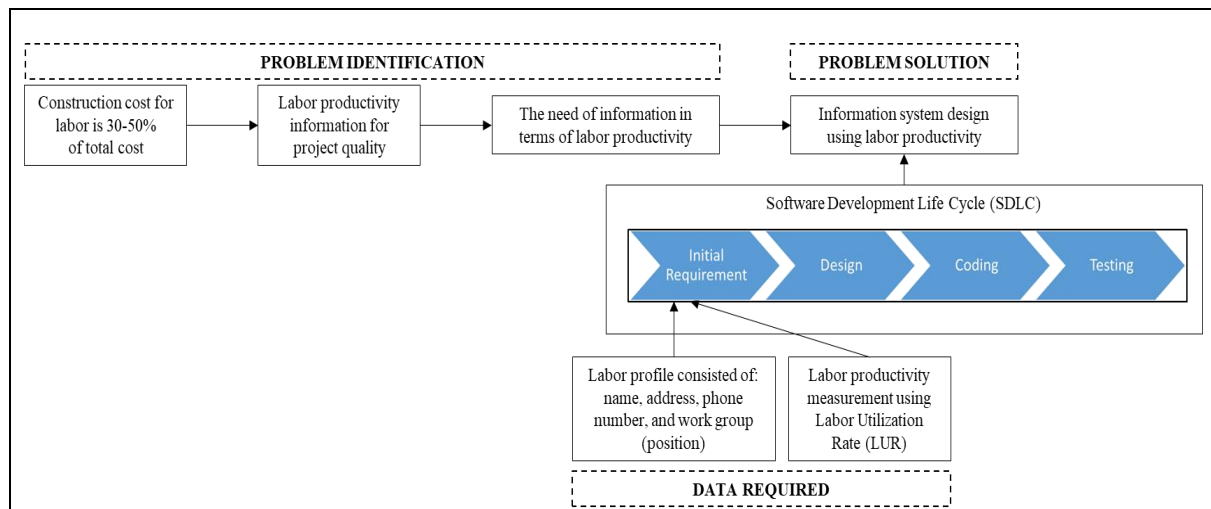 PROBLEM IDENTIFICATION
PROBLEM SOLUTION
Construction cost for
labor is 30-50%
of total cost
Labor productivity
information for
project quality
The need of information in
terms of labor productivity
Information system design
using labor productivity
Software Development Life Cycle (SDLC)
Initial
Requirement
Design
Coding
Testing
Labor profile consisted of:
name, address, phone
number, and work group
(position)
Labor productivity
measurement using
Labor Utilization
Rate (LUR)
DATA REQUIRED